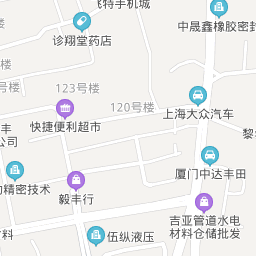 飞特手机城
中晟鑫橡胶密封
诊翔堂药店
123号楼
120号楼
快捷便利超市
上海大众汽车
黎
丰
公司
厦门中达丰田
精密技术
毅丰行
吉亚管道水电
材料仓储批发
料
伍纵液压